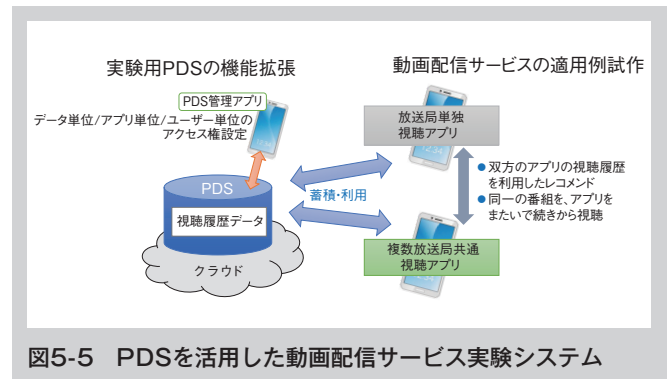 実験用PDSの機能拡張
PDS管理アプリ
データ単位/アプリ単位/ユーザー単位の
アクセス権設定
PDS
視聴履歴データ
クラウド
蓄積・利用
動画配信サービスの適用例試作
放送局単独
視聴アプリ
● 双方のアプリの視聴履歴
を利用したレコメンド
● 同一の番組を、アプリを
またいで続きから視聴
複数放送局共通
視聴アプリ
図5-5 PDSを活用した動画配信サービス実験システム